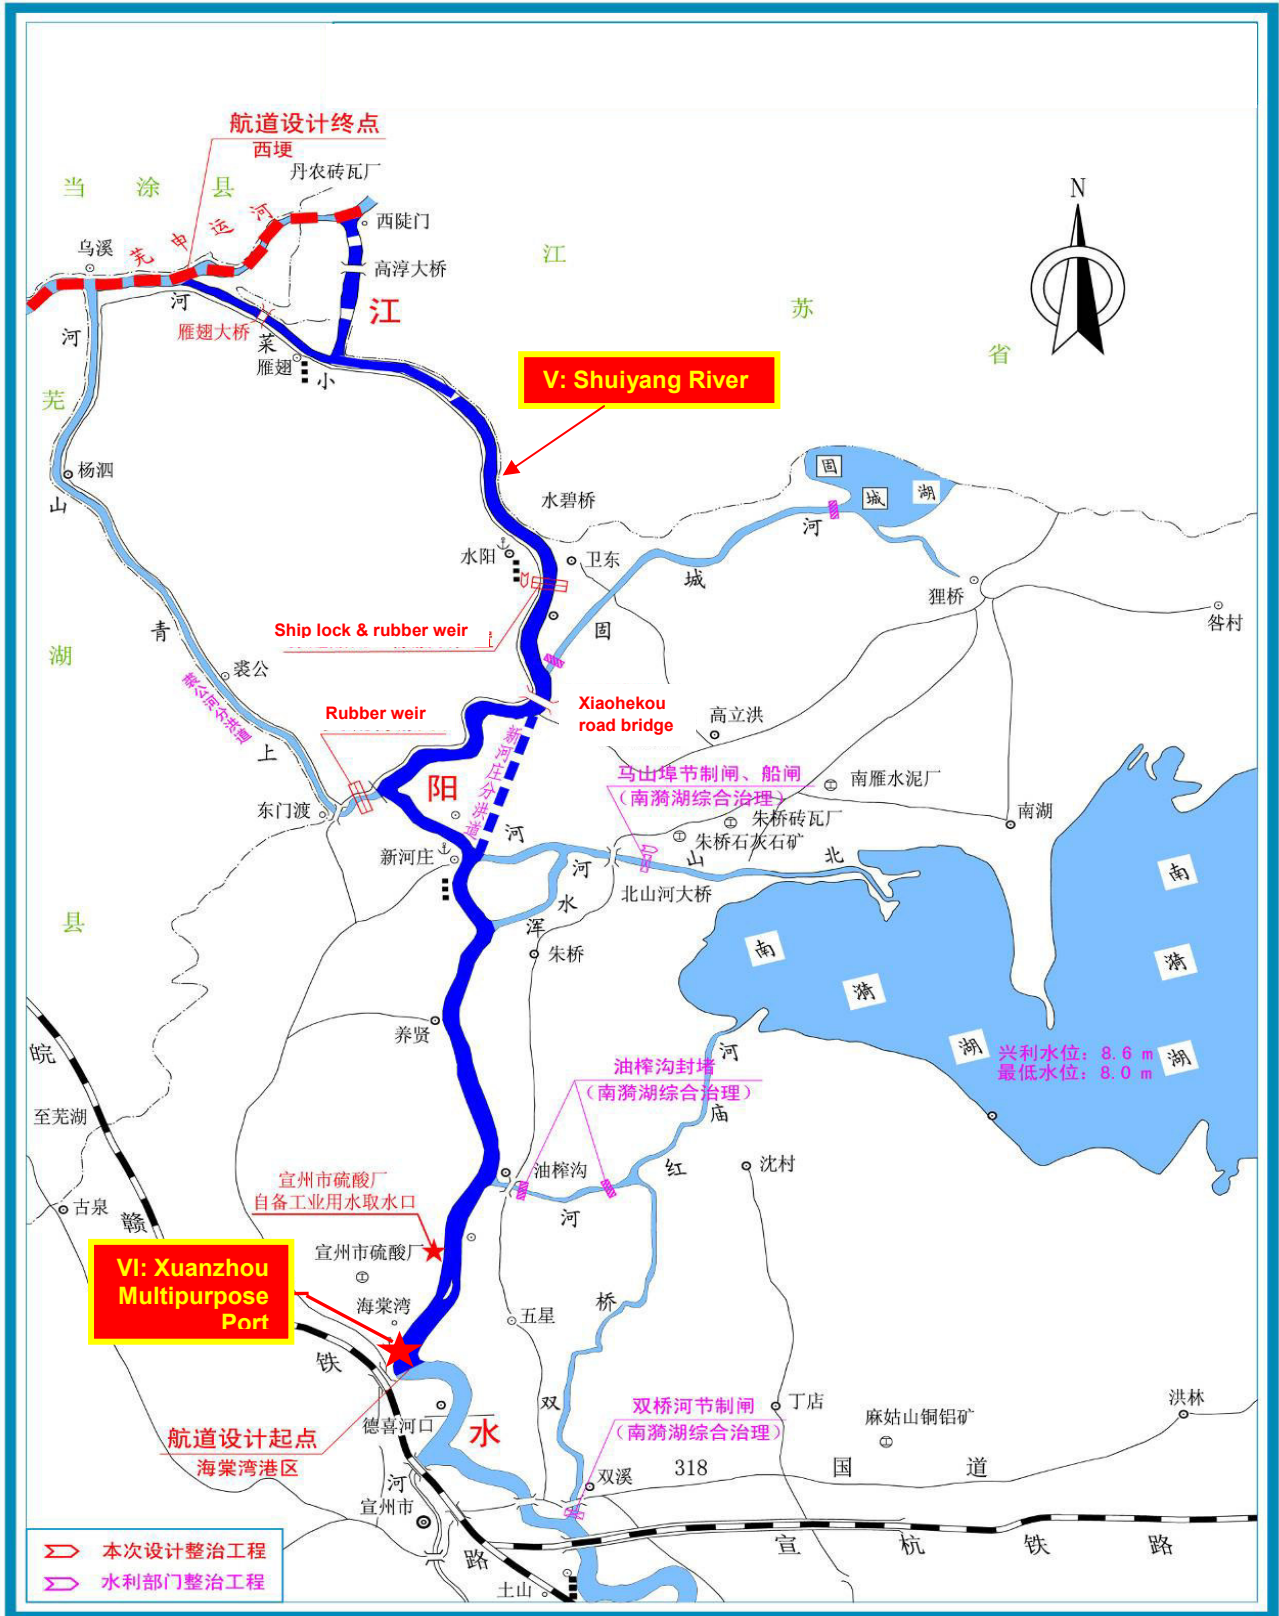 航道设计终点
西埂
丹农砖瓦厂
当 涂 县
芜 申 运 河
西陡门
N
乌溪
高淳大桥
江
苏
省
江
河
河
雁翅大桥
菜
雁翅
小
芜
V: Shuiyang River
杨泗
山
水碧桥
固
城
湖
河
水阳
卫东
城
狸桥
昝村
青
Ship lock & rubber weir
固
湖
裘公
裘公河分洪道
Rubber weir
Xiaohekou
road bridge
高立洪
上
新河庄分洪道
阳
马山埠节制闸、船闸
(南漪湖综合治理)
南雁水泥厂
东门渡
朱桥砖瓦厂
南湖
河
朱桥石灰石矿
新河庄
河
山
北
北山河大桥
南
水
浑
县
朱桥
南
漪
漪
养贤
皖
湖
湖
兴利水位: 8.6 m
最低水位: 8.0 m
河
油榨沟封堵
(南漪湖综合治理)
至芜湖
庙
红
沈村
油榨沟
宣州市硫酸厂
自备工业用水取水口
古泉
赣
河
宣州市硫酸厂
VI: Xuanzhou
Multipurpose
Port
海棠湾
桥
五星
铁
双
双桥河节制闸
(南漪湖综合治理)
丁店
洪林
德喜河口
水
麻姑山铜铝矿
航道设计起点
海棠湾港区
318 国 道
河
双溪
宣州市
宣 杭 铁 路
路
土山
本次设计整治工程
水利部门整治工程